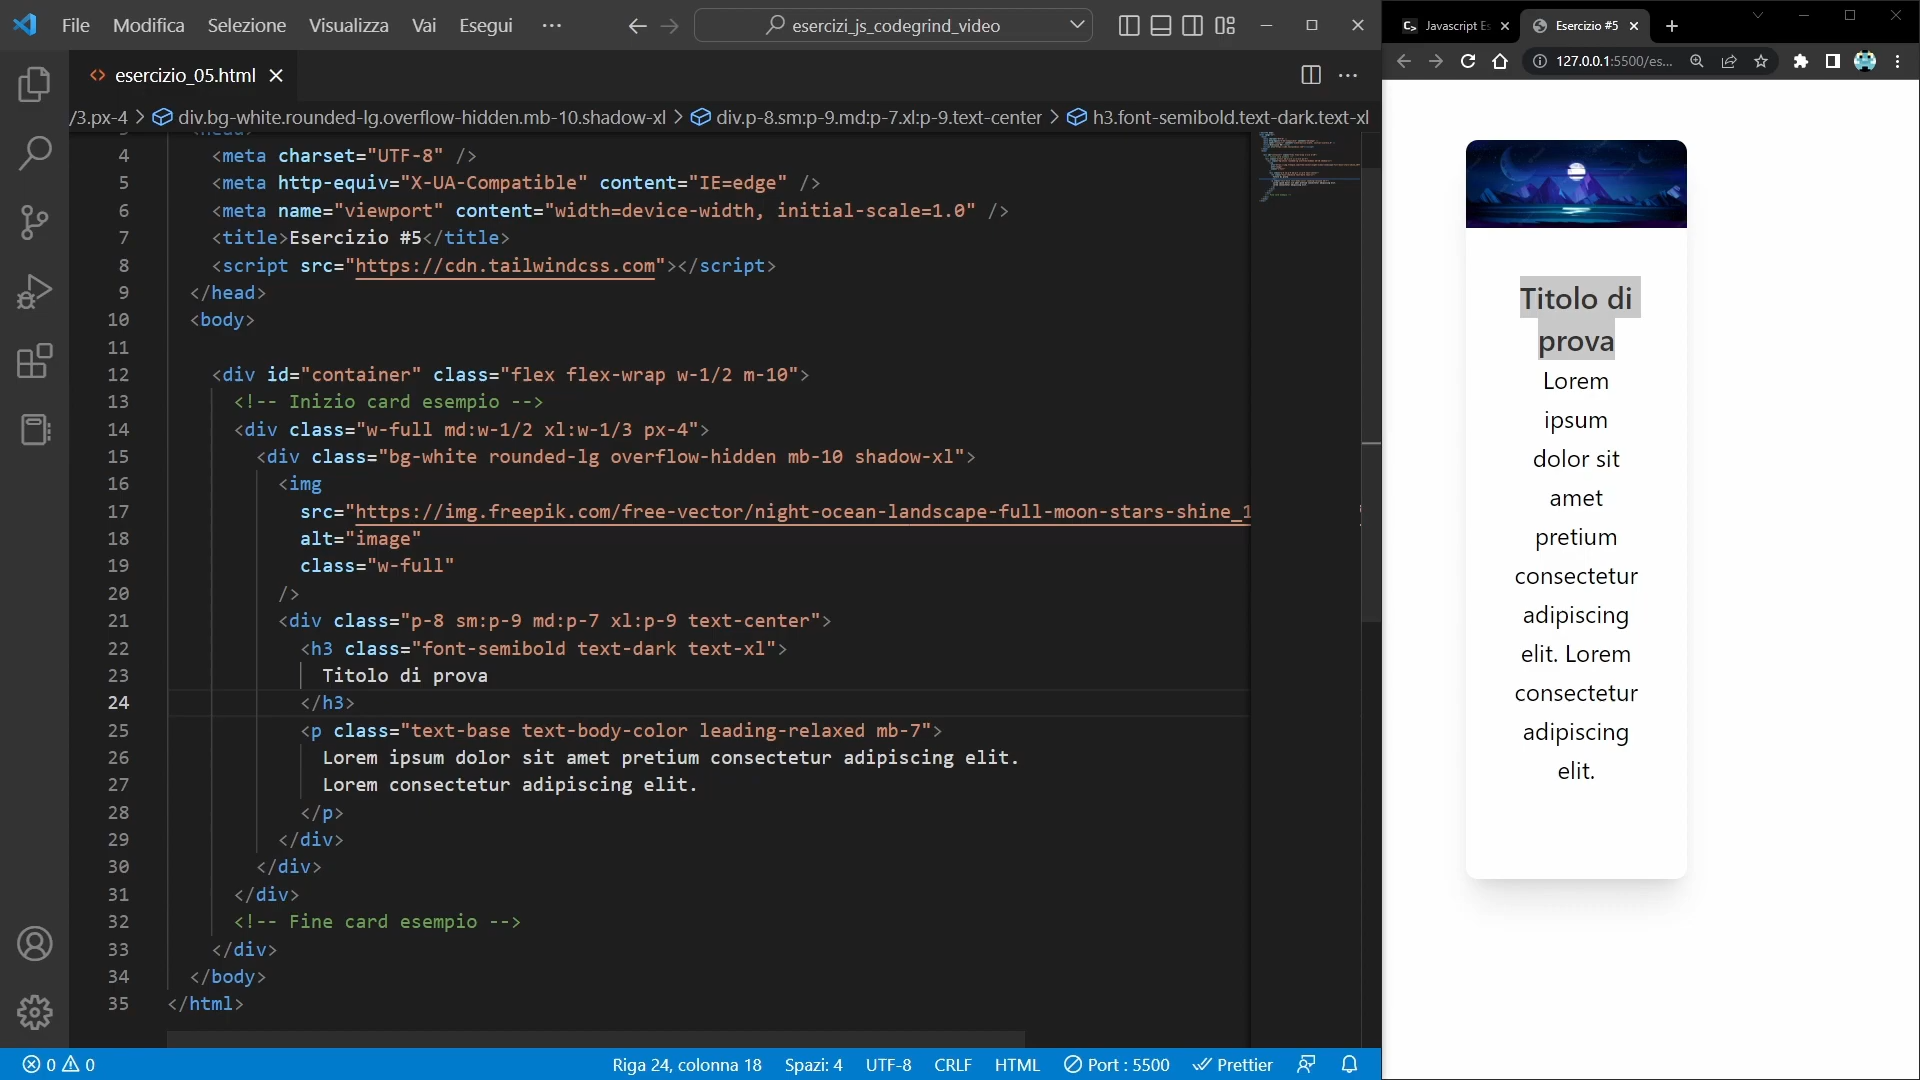 File Modifica Selezione Visualizza Vai Esegui ···
esercizi_js_codegrind_video
esercizio_05.html
/3.px-4 > div.bg-white.rounded-lg.overflow-hidden.mb-10.shadow-xl > div.p-8.sm:p-9.md:p-7.xl:p-9.text-center > h3.font-semibold.text-dark.text-xl
4 <meta charset="UTF-8" />
5 <meta http-equiv="X-UA-Compatible" content="IE=edge" />
6 <meta name="viewport" content="width=device-width, initial-scale=1.0" />
7 <title>Esercizio #5</title>
8 <script src="https://cdn.tailwindcss.com"></script>
9 </head>
10 <body>
11
12 <div id="container" class="flex flex-wrap w-1/2 m-10">
13 <!-- Inizio card esempio -->
14 <div class="w-full md:w-1/2 xl:w-1/3 px-4">
15 <div class="bg-white rounded-lg overflow-hidden mb-10 shadow-xl">
16 <img
17 src="https://img.freepik.com/free-vector/night-ocean-landscape-full-moon-stars-shine_1
18 alt="image"
19 class="w-full"
20 />
21 <div class="p-8 sm:p-9 md:p-7 xl:p-9 text-center">
22 <h3 class="font-semibold text-dark text-xl">
23 Titolo di prova
24 </h3>
25 <p class="text-base text-body-color leading-relaxed mb-7">
26 Lorem ipsum dolor sit amet pretium consectetur adipiscing elit.
27 Lorem consectetur adipiscing elit.
28 </p>
29 </div>
30 </div>
31 </div>
32 <!-- Fine card esempio -->
33 </div>
34 </body>
35 </html>
0 0 Riga 24, colonna 18 Spazi: 4 UTF-8 CRLF HTML Port : 5500 Prettier
Javascript Es Esercizio #5
127.0.0.1:5500/es...
Titolo di
prova
Lorem
ipsum
dolor sit
amet
pretium
consectetur
adipiscing
elit. Lorem
consectetur
adipiscing
elit.